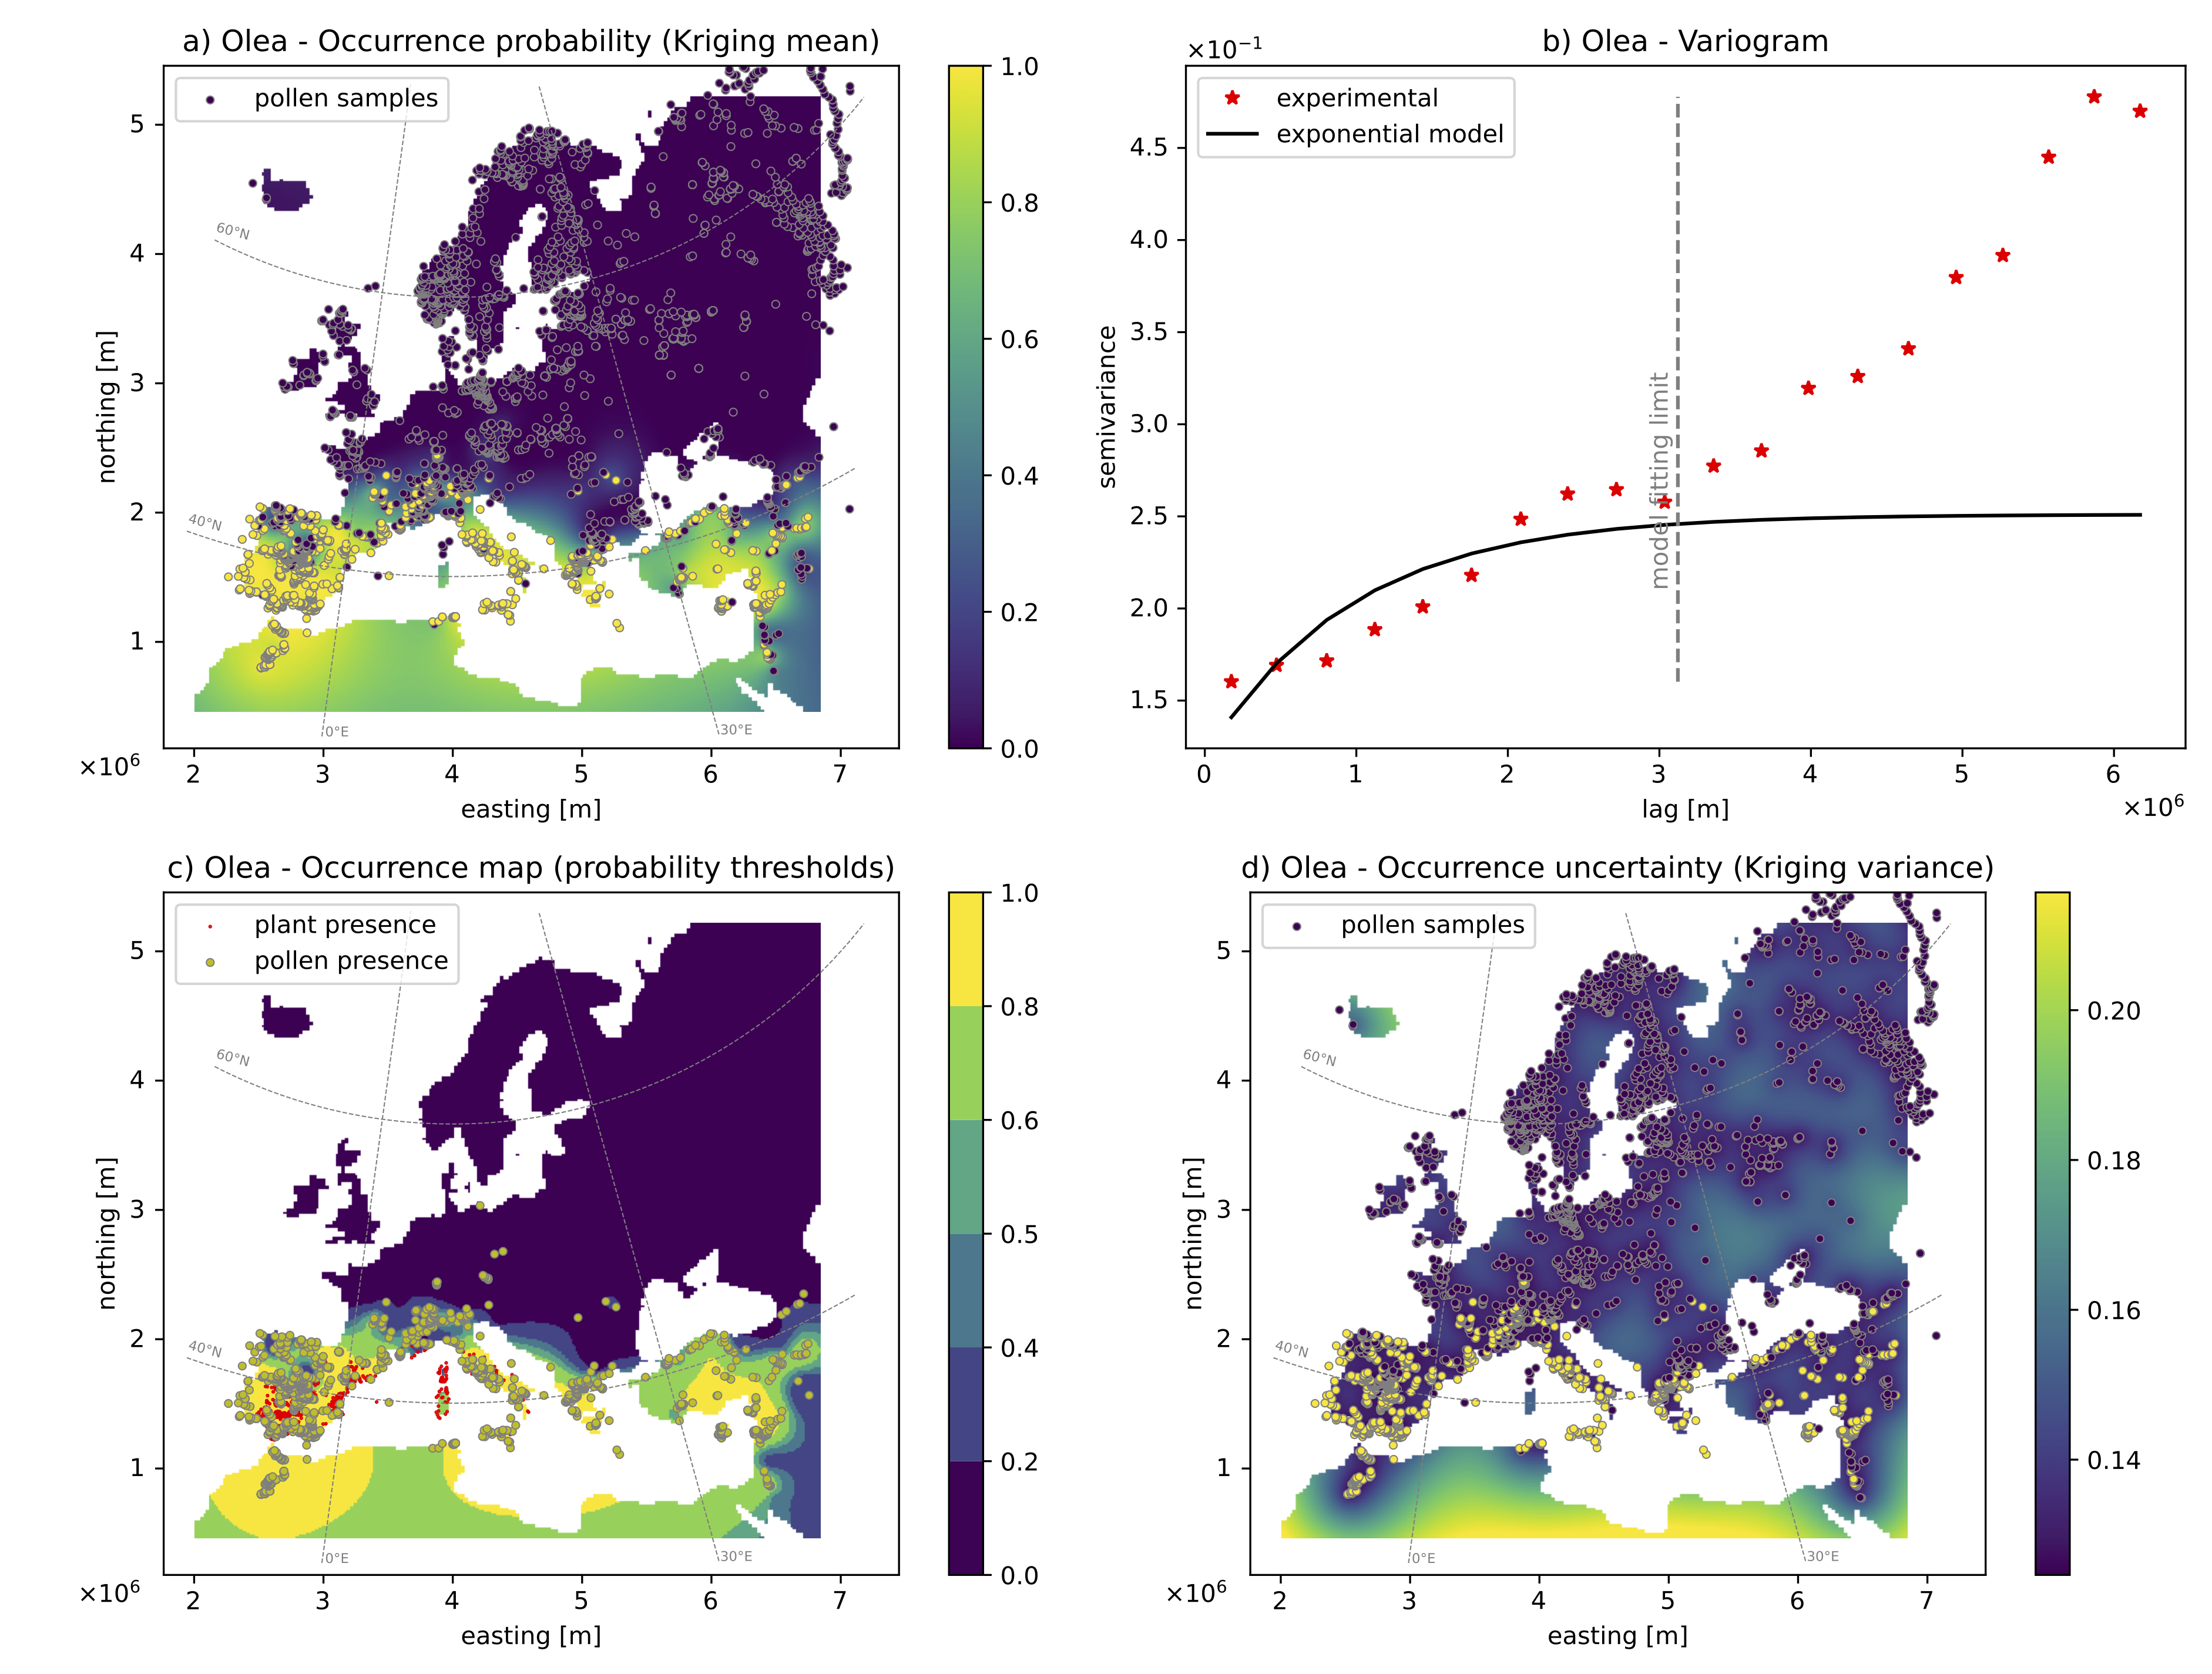 a) Olea - Occurrence probability (Kriging mean)
pollen samples
northing [m]
5
4
3
2
1
60°N
40°N
0°E
30°E
×10⁶
2 3 4 5 6 7
easting [m]
1.0
0.8
0.6
0.4
0.2
0.0
b) Olea - Variogram
×10⁻¹
experimental
exponential model
semivariance
4.5
4.0
3.5
3.0
2.5
2.0
1.5
model fitting limit
0 1 2 3 4 5 6
lag [m]
×10⁶
c) Olea - Occurrence map (probability thresholds)
plant presence
pollen presence
northing [m]
5
4
3
2
1
60°N
40°N
0°E
30°E
×10⁶
2 3 4 5 6 7
easting [m]
1.0
0.8
0.6
0.5
0.4
0.2
0.0
d) Olea - Occurrence uncertainty (Kriging variance)
pollen samples
northing [m]
5
4
3
2
1
60°N
40°N
0°E
30°E
×10⁶
2 3 4 5 6 7
easting [m]
0.20
0.18
0.16
0.14